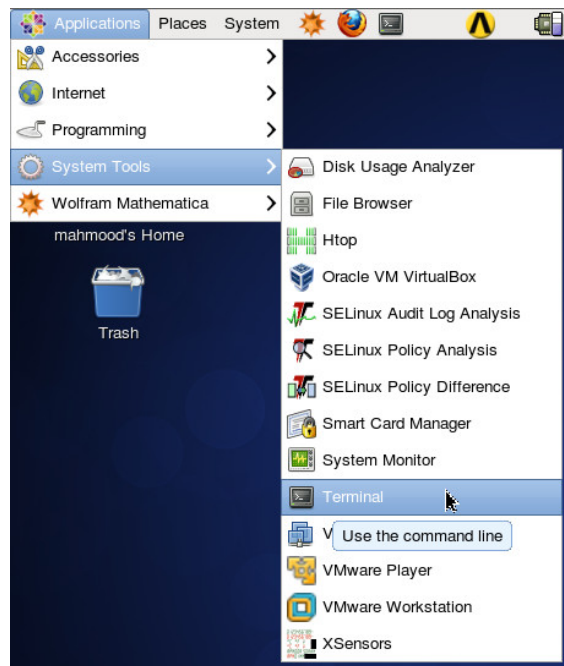 Applications Places System
Accessories
Internet
Programming
System Tools
Wolfram Mathematica
mahmood's Home
Trash
Disk Usage Analyzer
File Browser
Htop
Oracle VM VirtualBox
SELinux Audit Log Analysis
SELinux Policy Analysis
SELinux Policy Difference
Smart Card Manager
System Monitor
Terminal
V
Use the command line
VMware Player
VMware Workstation
XSensors